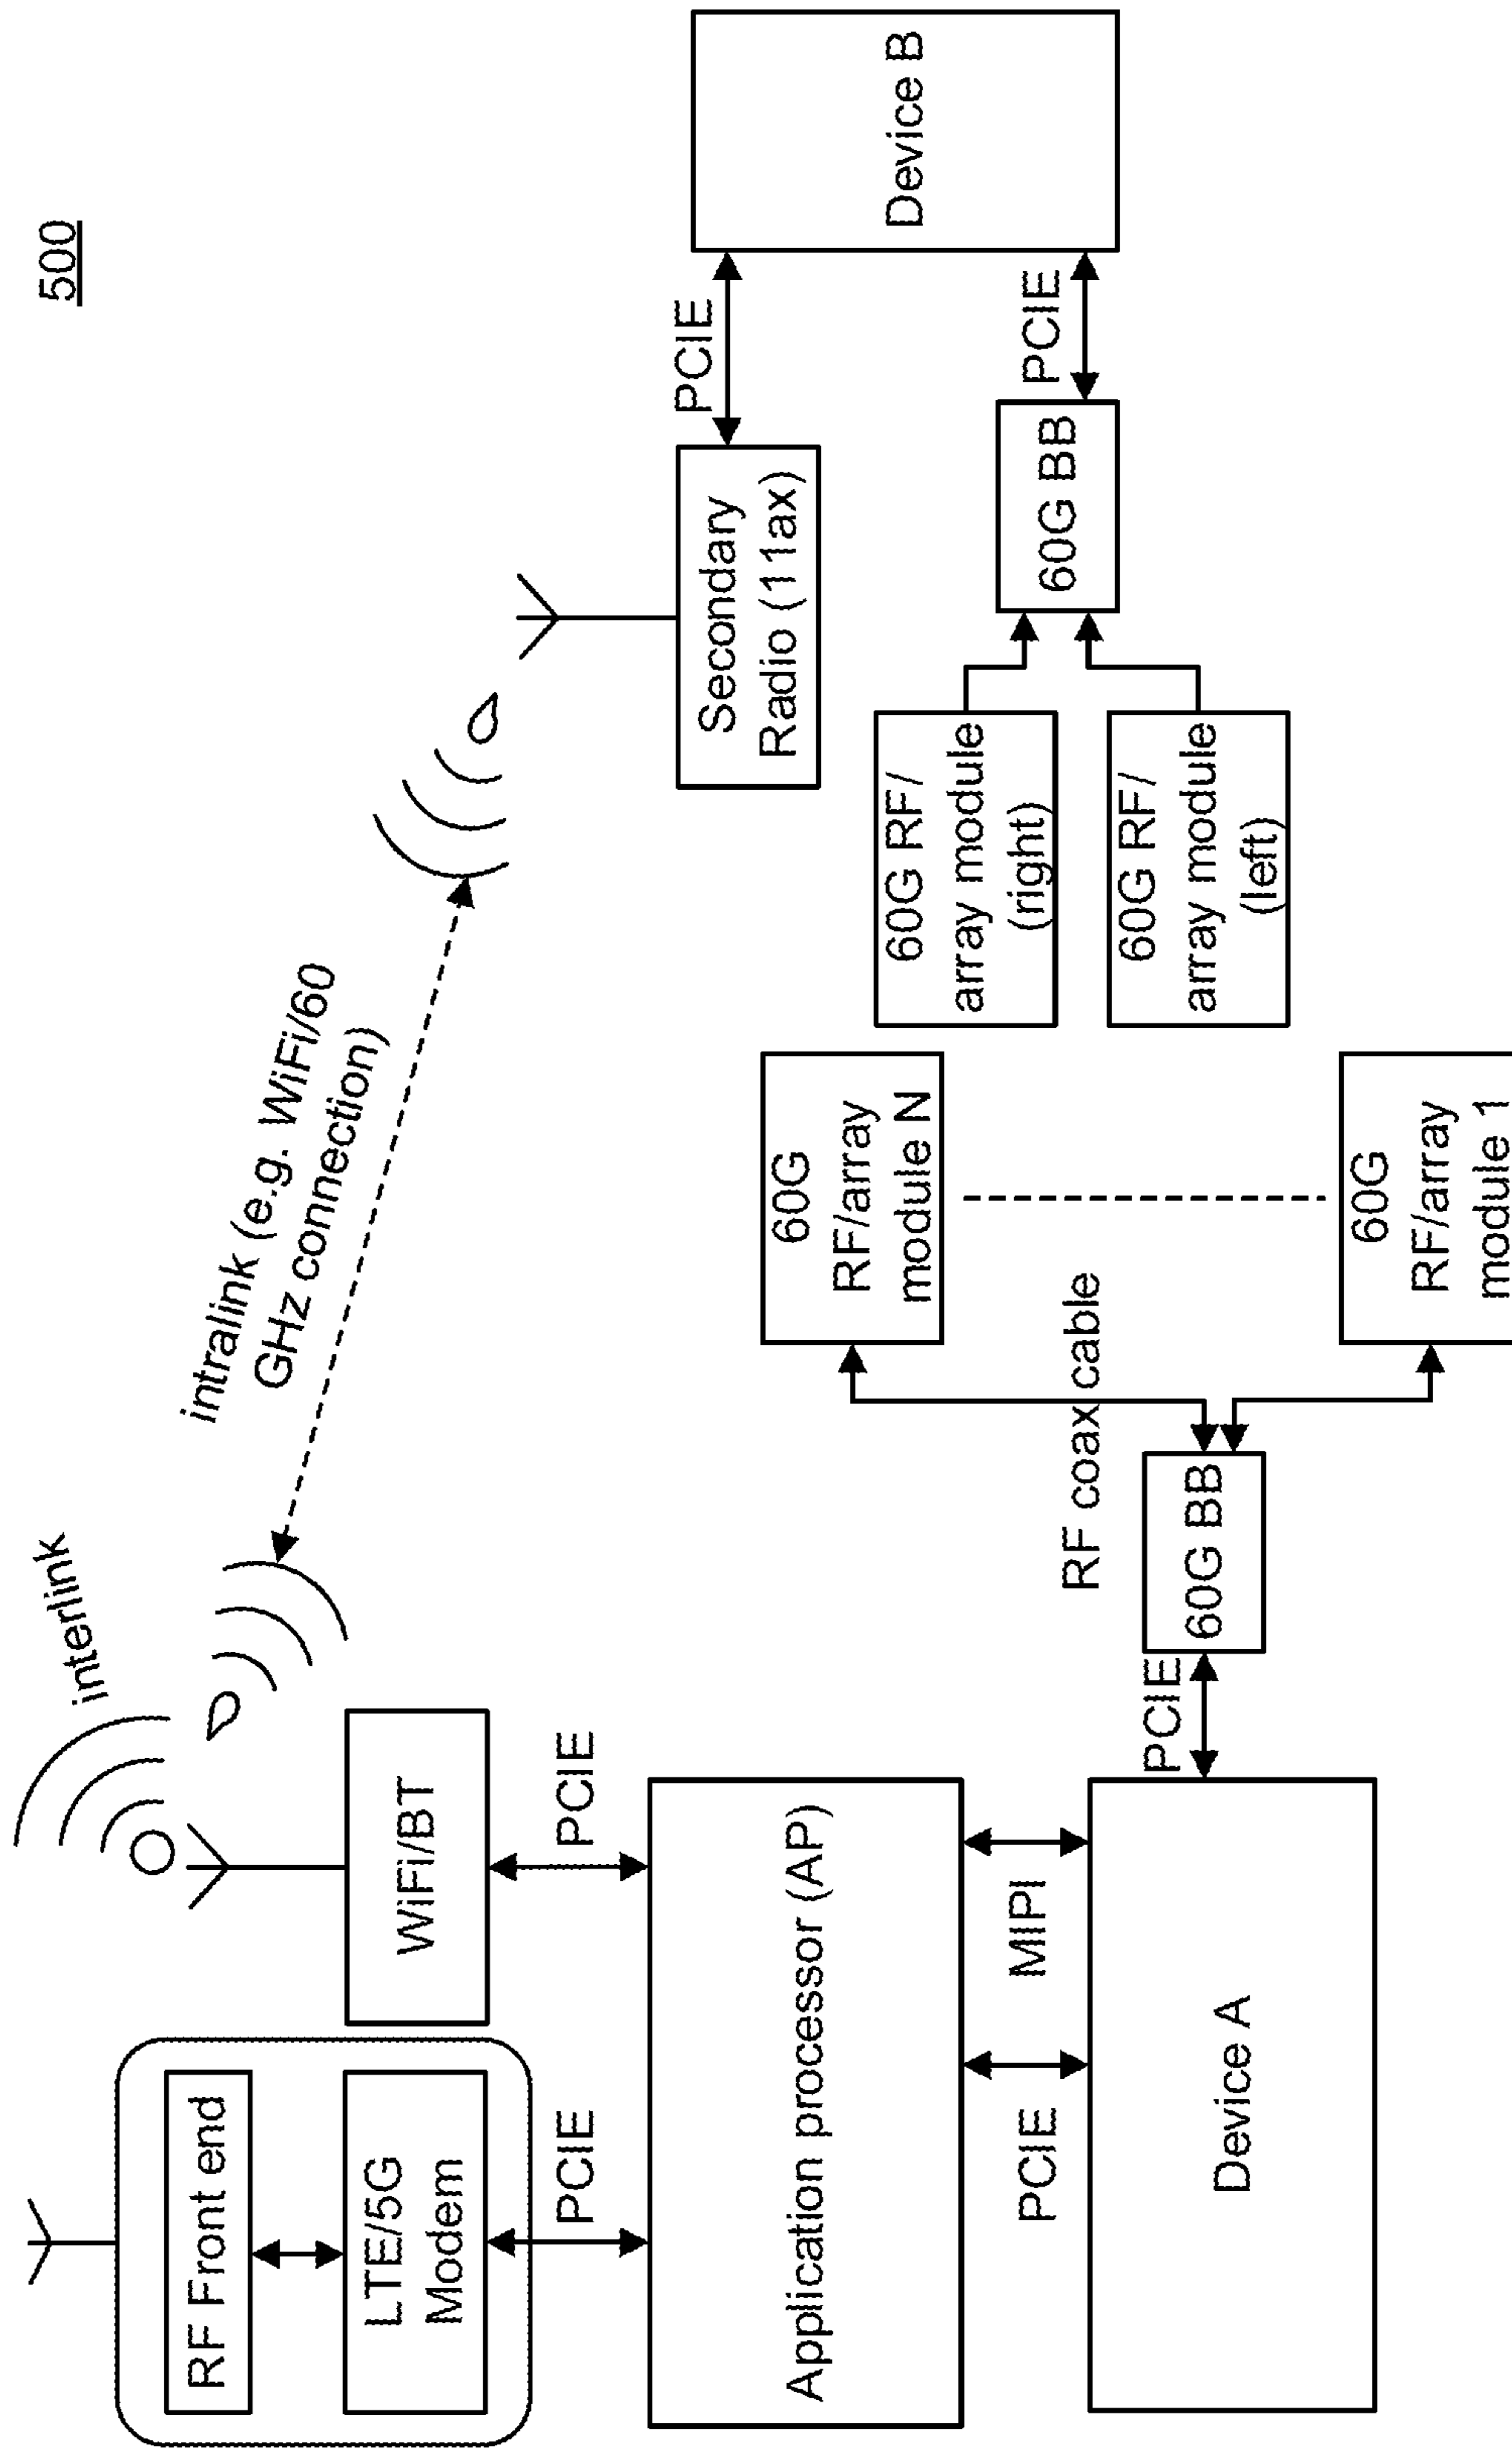 500
interlink
intralink (e.g. WiFi/60
GHz connection)
RF Front end
LTE/5G
Modem
WiFi/BT
PCIE
PCIE
Application processor (AP)
PCIE
MIPI
Device A
PCIE
60G BB
RF coax cable
60G
RF/array
module N
60G
RF/array
module 1
Secondary
Radio (11ax)
PCIE
60G RF/
array module
(right)
60G RF/
array module
(left)
60G BB
PCIE
Device B